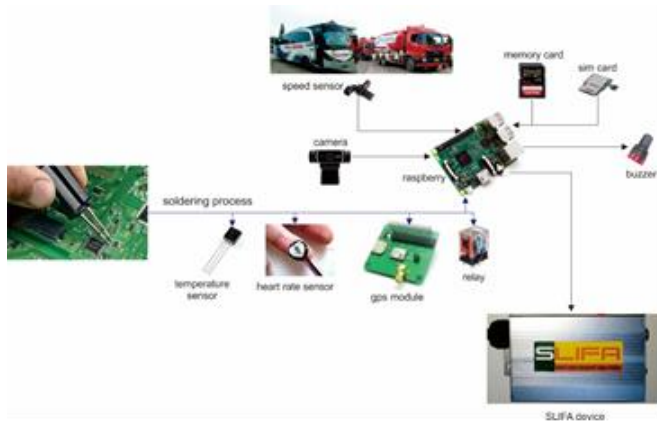 speed sensor
memory card
sim card
camera
raspberry
buzzer
soldering process
temperature
sensor
heart rate sensor
gps module
relay
SLIFA
SLIFA device